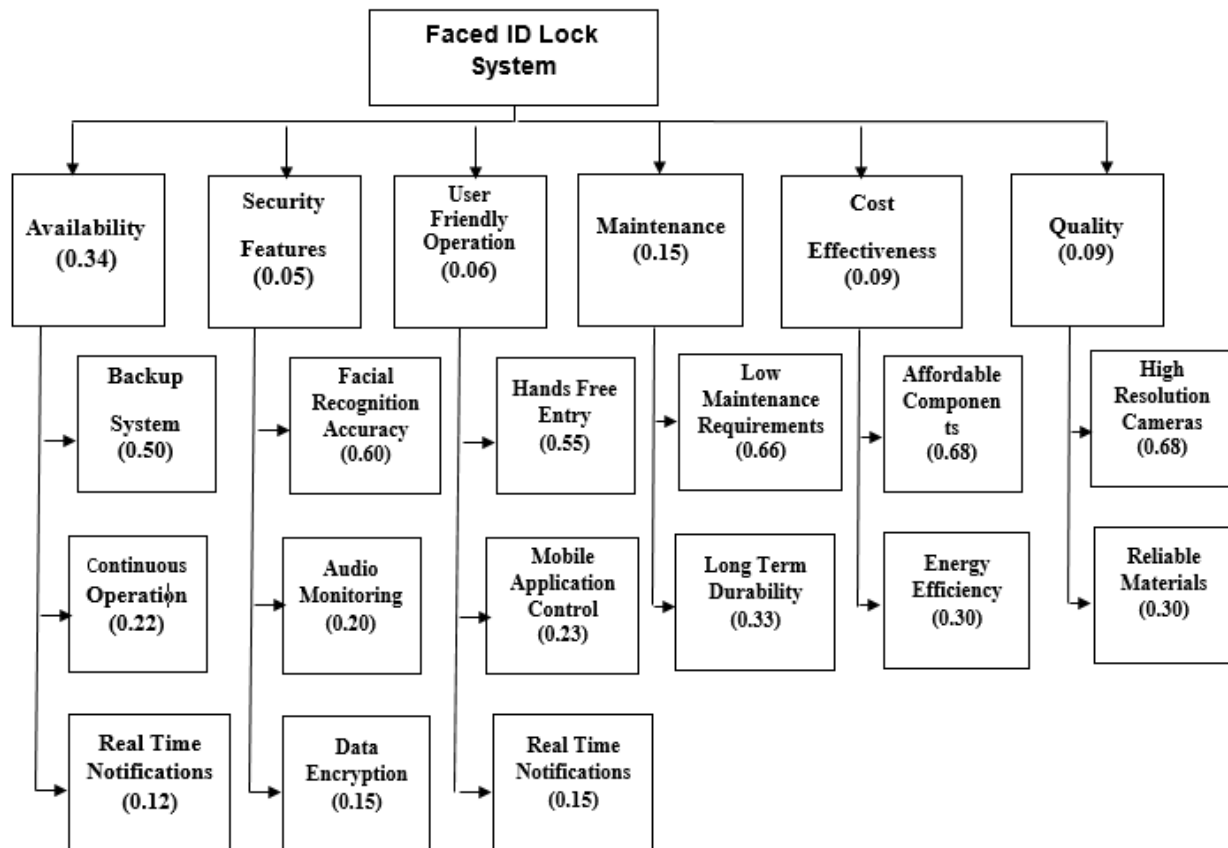 Faced ID Lock
System
Availability
(0.34)
Security
Features
(0.05)
User
Friendly
Operation
(0.06)
Maintenance
(0.15)
Cost
Effectiveness
(0.09)
Quality
(0.09)
Backup
System
(0.50)
Facial
Recognition
Accuracy
(0.60)
Hands Free
Entry
(0.55)
Low
Maintenance
Requirements
(0.66)
Affordable
Componen
ts
(0.68)
High
Resolution
Cameras
(0.68)
Continuous
Operation
(0.22)
Audio
Monitoring
(0.20)
Mobile
Application
Control
(0.23)
Long Term
Durability
(0.33)
Energy
Efficiency
(0.30)
Reliable
Materials
(0.30)
Real Time
Notifications
(0.12)
Data
Encryption
(0.15)
Real Time
Notifications
(0.15)